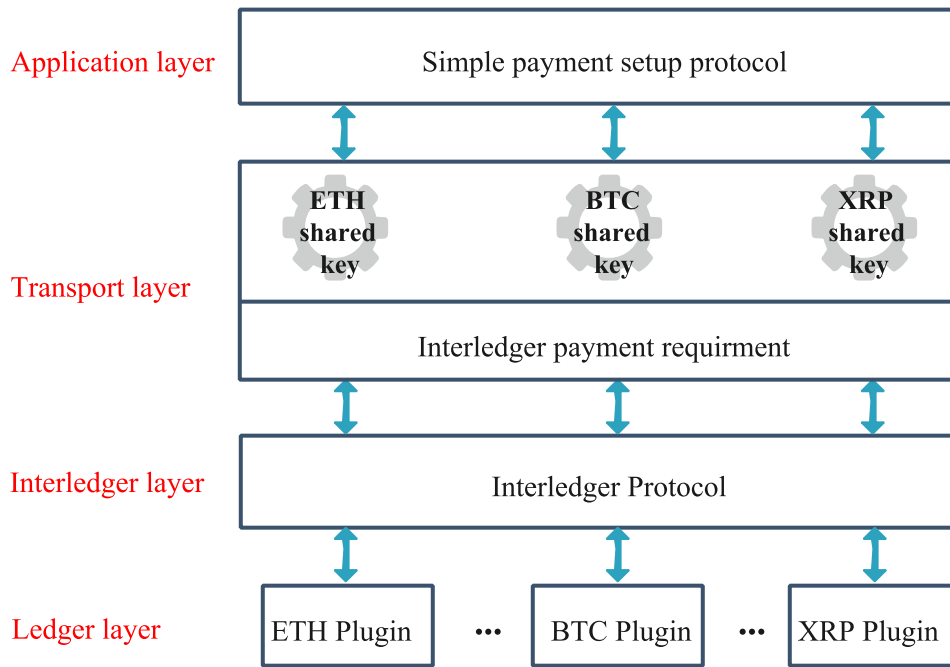 Application layer
Simple payment setup protocol
ETH
shared
key
BTC
shared
key
XRP
shared
key
Transport layer
Interledger payment requirment
Interledger layer
Interledger Protocol
Ledger layer
ETH Plugin
...
BTC Plugin
...
XRP Plugin